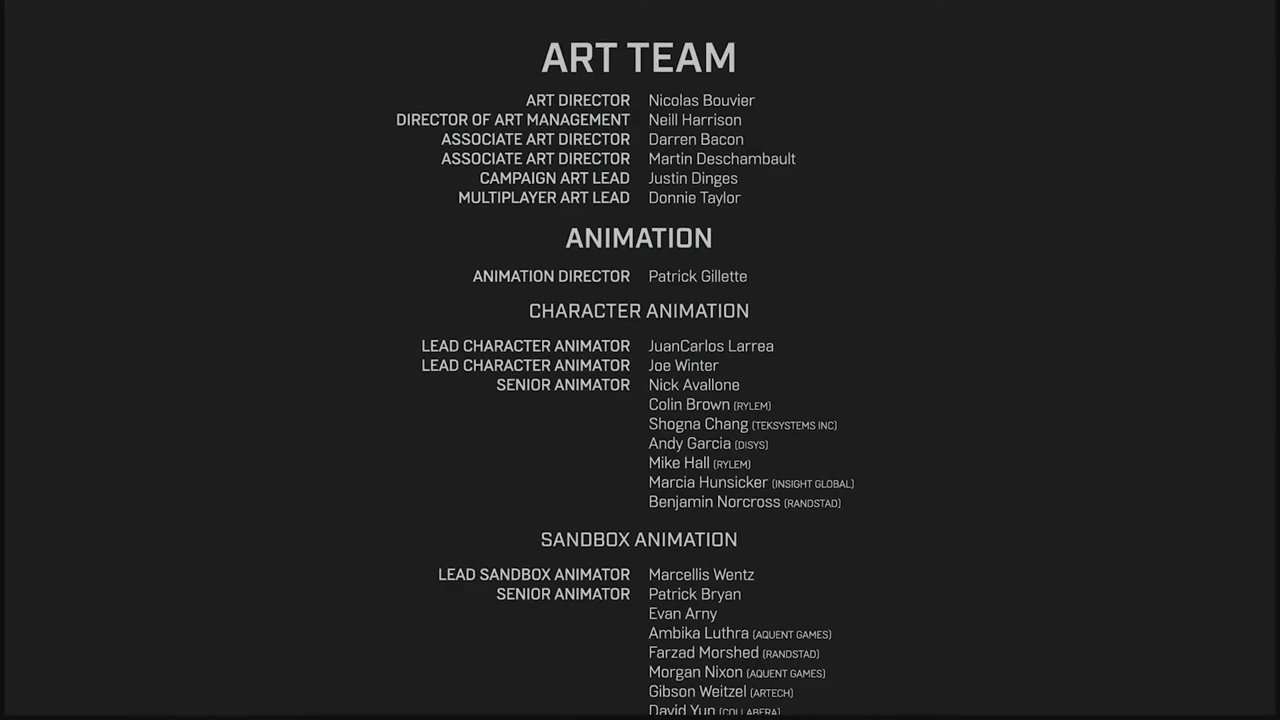 ART TEAM
ART DIRECTOR Nicolas Bouvier
DIRECTOR OF ART MANAGEMENT Neill Harrison
ASSOCIATE ART DIRECTOR Darren Bacon
ASSOCIATE ART DIRECTOR Martin Deschambault
CAMPAIGN ART LEAD Justin Dinges
MULTIPLAYER ART LEAD Donnie Taylor
ANIMATION
ANIMATION DIRECTOR Patrick Gillette
CHARACTER ANIMATION
LEAD CHARACTER ANIMATOR JuanCarlos Larrea
LEAD CHARACTER ANIMATOR Joe Winter
SENIOR ANIMATOR Nick Avallone
Colin Brown (RYLEM)
Shogna Chang (TEKSYSTEMS INC)
Andy Garcia (DISYS)
Mike Hall (RYLEM)
Marcia Hunsicker (INSIGHT GLOBAL)
Benjamin Norcross (RANDSTAD)
SANDBOX ANIMATION
LEAD SANDBOX ANIMATOR Marcellis Wentz
SENIOR ANIMATOR Patrick Bryan
Evan Arny
Ambika Luthra (AQUENT GAMES)
Farzad Morshed (RANDSTAD)
Morgan Nixon (AQUENT GAMES)
Gibson Weitzel (ARTECH)
David Yun (COLLABERA)